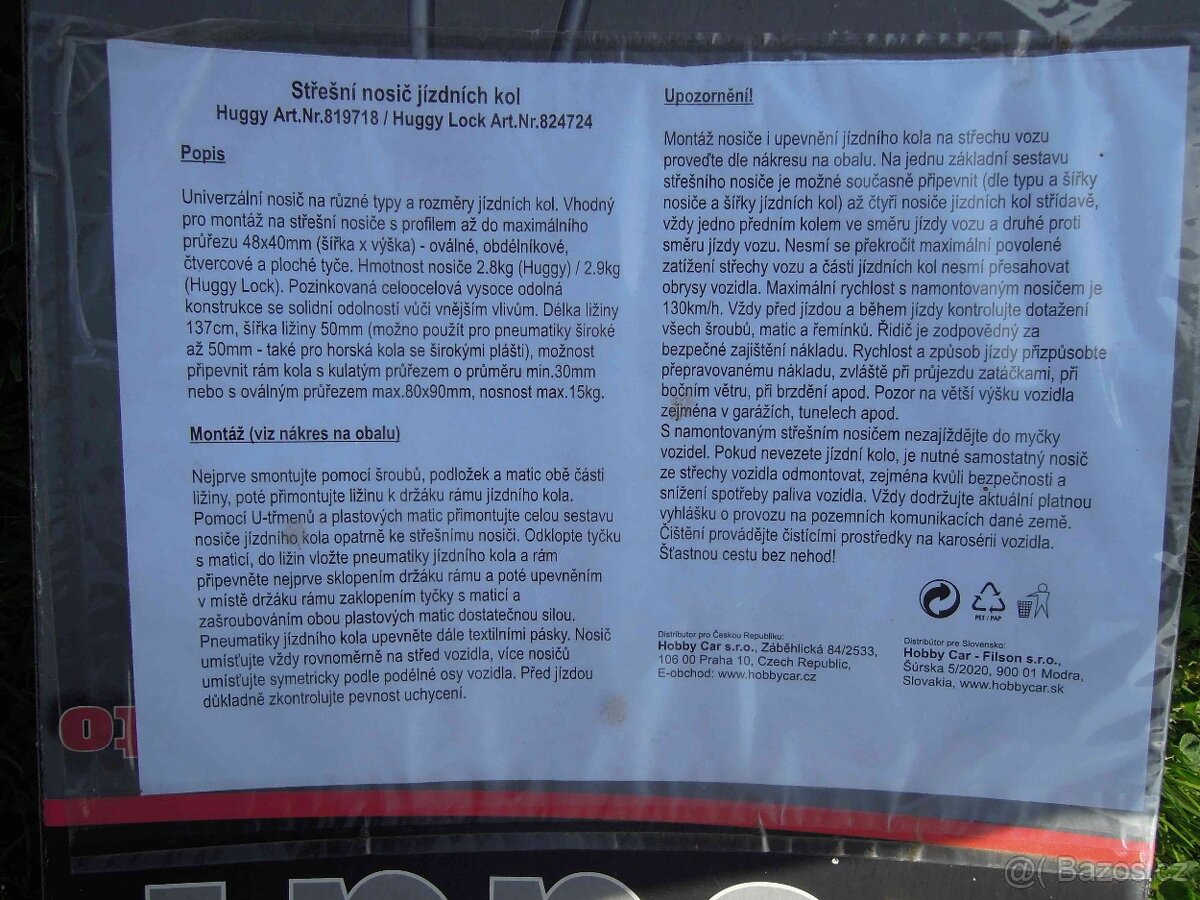 Střešní nosič jízdních kol
Huggy Art.Nr.819718 / Huggy Lock Art.Nr.824724
Popis
Univerzální nosič na různé typy a rozměry jízdních kol. Vhodný
pro montáž na střešní nosiče s profilem až do maximálního
průřezu 48x40mm (šířka x výška) - oválné, obdélníkové,
čtvercové a ploché tyče. Hmotnost nosiče 2.8kg (Huggy) / 2.9kg
(Huggy Lock). Pozinkovaná celoocelová vysoce odolná
konstrukce se solidní odolností vůči vnějším vlivům. Délka ližiny
137cm, šířka ližiny 50mm (možno použít pro pneumatiky široké
až 50mm - také pro horská kola se širokými plášti), možnost
připevnit rám kola s kulatým průřezem o průměru min.30mm
nebo s oválným průřezem max.80x90mm, nosnost max.15kg.
Montáž (viz nákres na obalu)
Nejprve smontujte pomocí šroubů, podložek a matic obě části
ližiny, poté přimontujte ližinu k držáku rámu jízdního kola.
Pomocí U-třmenů a plastových matic přimontujte celou sestavu
nosiče jízdního kola opatrně ke střešnímu nosiči. Odklopte tyčku
s maticí, do ližin vložte pneumatiky jízdního kola a rám
připevněte nejprve sklopením držáku rámu a poté upevněním
v místě držáku rámu zaklopením tyčky s maticí a
zašroubováním obou plastových matic dostatečnou silou.
Pneumatiky jízdního kola upevněte dále textilními pásky. Nosič
umísťujte vždy rovnoměrně na střed vozidla, více nosičů
umísťujte symetricky podle podélné osy vozidla. Před jízdou
důkladně zkontrolujte pevnost uchycení.
Upozornění!
Montáž nosiče i upevnění jízdního kola na střechu vozu
proveďte dle nákresu na obalu. Na jednu základní sestavu
střešního nosiče je možné současně připevnit (dle typu a šířky
nosiče a šířky jízdních kol) až čtyři nosiče jízdních kol střídavě,
vždy jedno předním kolem ve směru jízdy vozu a druhé proti
směru jízdy vozu. Nesmí se překročit maximální povolené
zatížení střechy vozu a části jízdních kol nesmí přesahovat
obrysy vozidla. Maximální rychlost s namontovaným nosičem je
130km/h. Vždy před jízdou a během jízdy kontrolujte dotažení
všech šroubů, matic a řemínků. Řidič je zodpovědný za
bezpečné zajištění nákladu. Rychlost a způsob jízdy přizpůsobte
přepravovanému nákladu, zvláště při průjezdu zatáčkami, při
bočním větru, při brzdění apod. Pozor na větší výšku vozidla
zejména v garážích, tunelech apod.
S namontovaným střešním nosičem nezajíždějte do myčky
vozidel. Pokud nevezete jízdní kolo, je nutné samostatný nosič
ze střechy vozidla odmontovat, zejména kvůli bezpečnosti a
snížení spotřeby paliva vozidla. Vždy dodržujte aktuální platnou
vyhlášku o provozu na pozemních komunikacích dané země.
Čištění provádějte čistícími prostředky na karosérii vozidla.
Šťastnou cestu bez nehod!
PET / PAP
Distributor pro Českou Republiku:
Hobby Car s.r.o., Záběhlická 84/2533,
106 00 Praha 10, Czech Republic,
E-obchod: www.hobbycar.cz
Distribútor pre Slovensko:
Hobby Car - Filson s.r.o.,
Šúrska 5/2020, 900 01 Modra,
Slovakia, www.hobbycar.sk
to
@( Bazos.cz